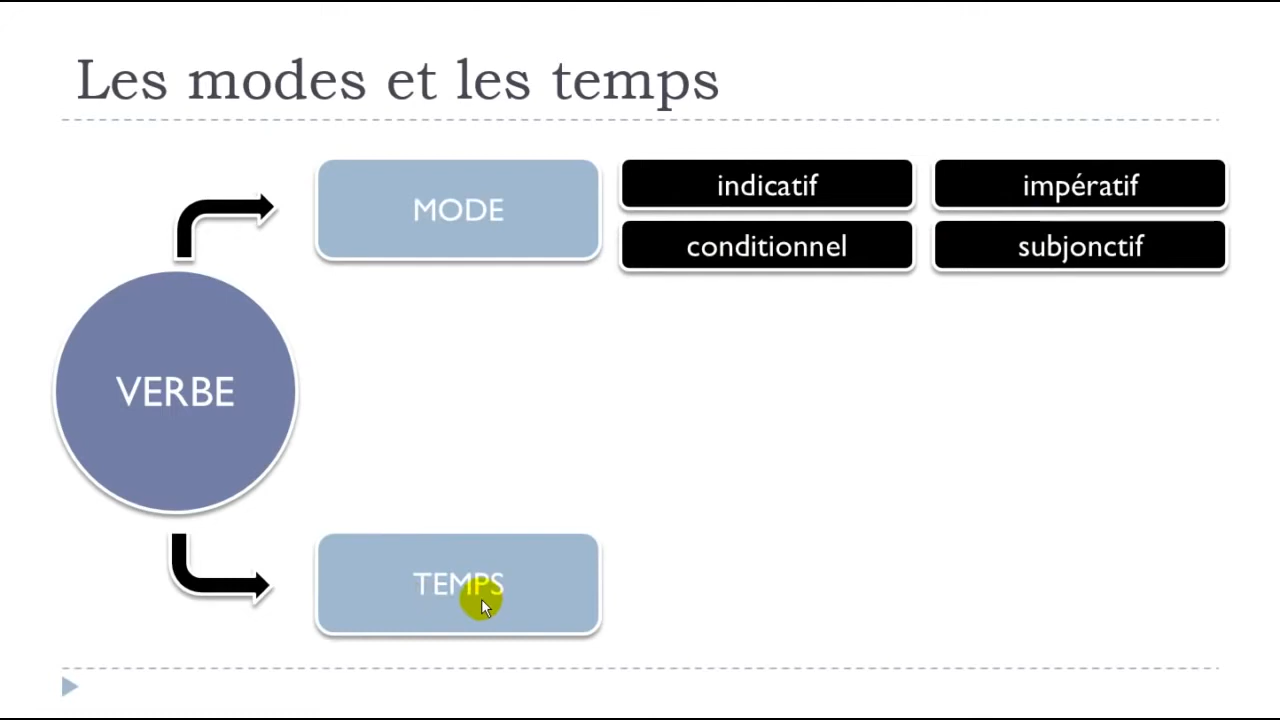 Les modes et les temps
MODE
indicatif
impératif
conditionnel
subjonctif
VERBE
TEMPS